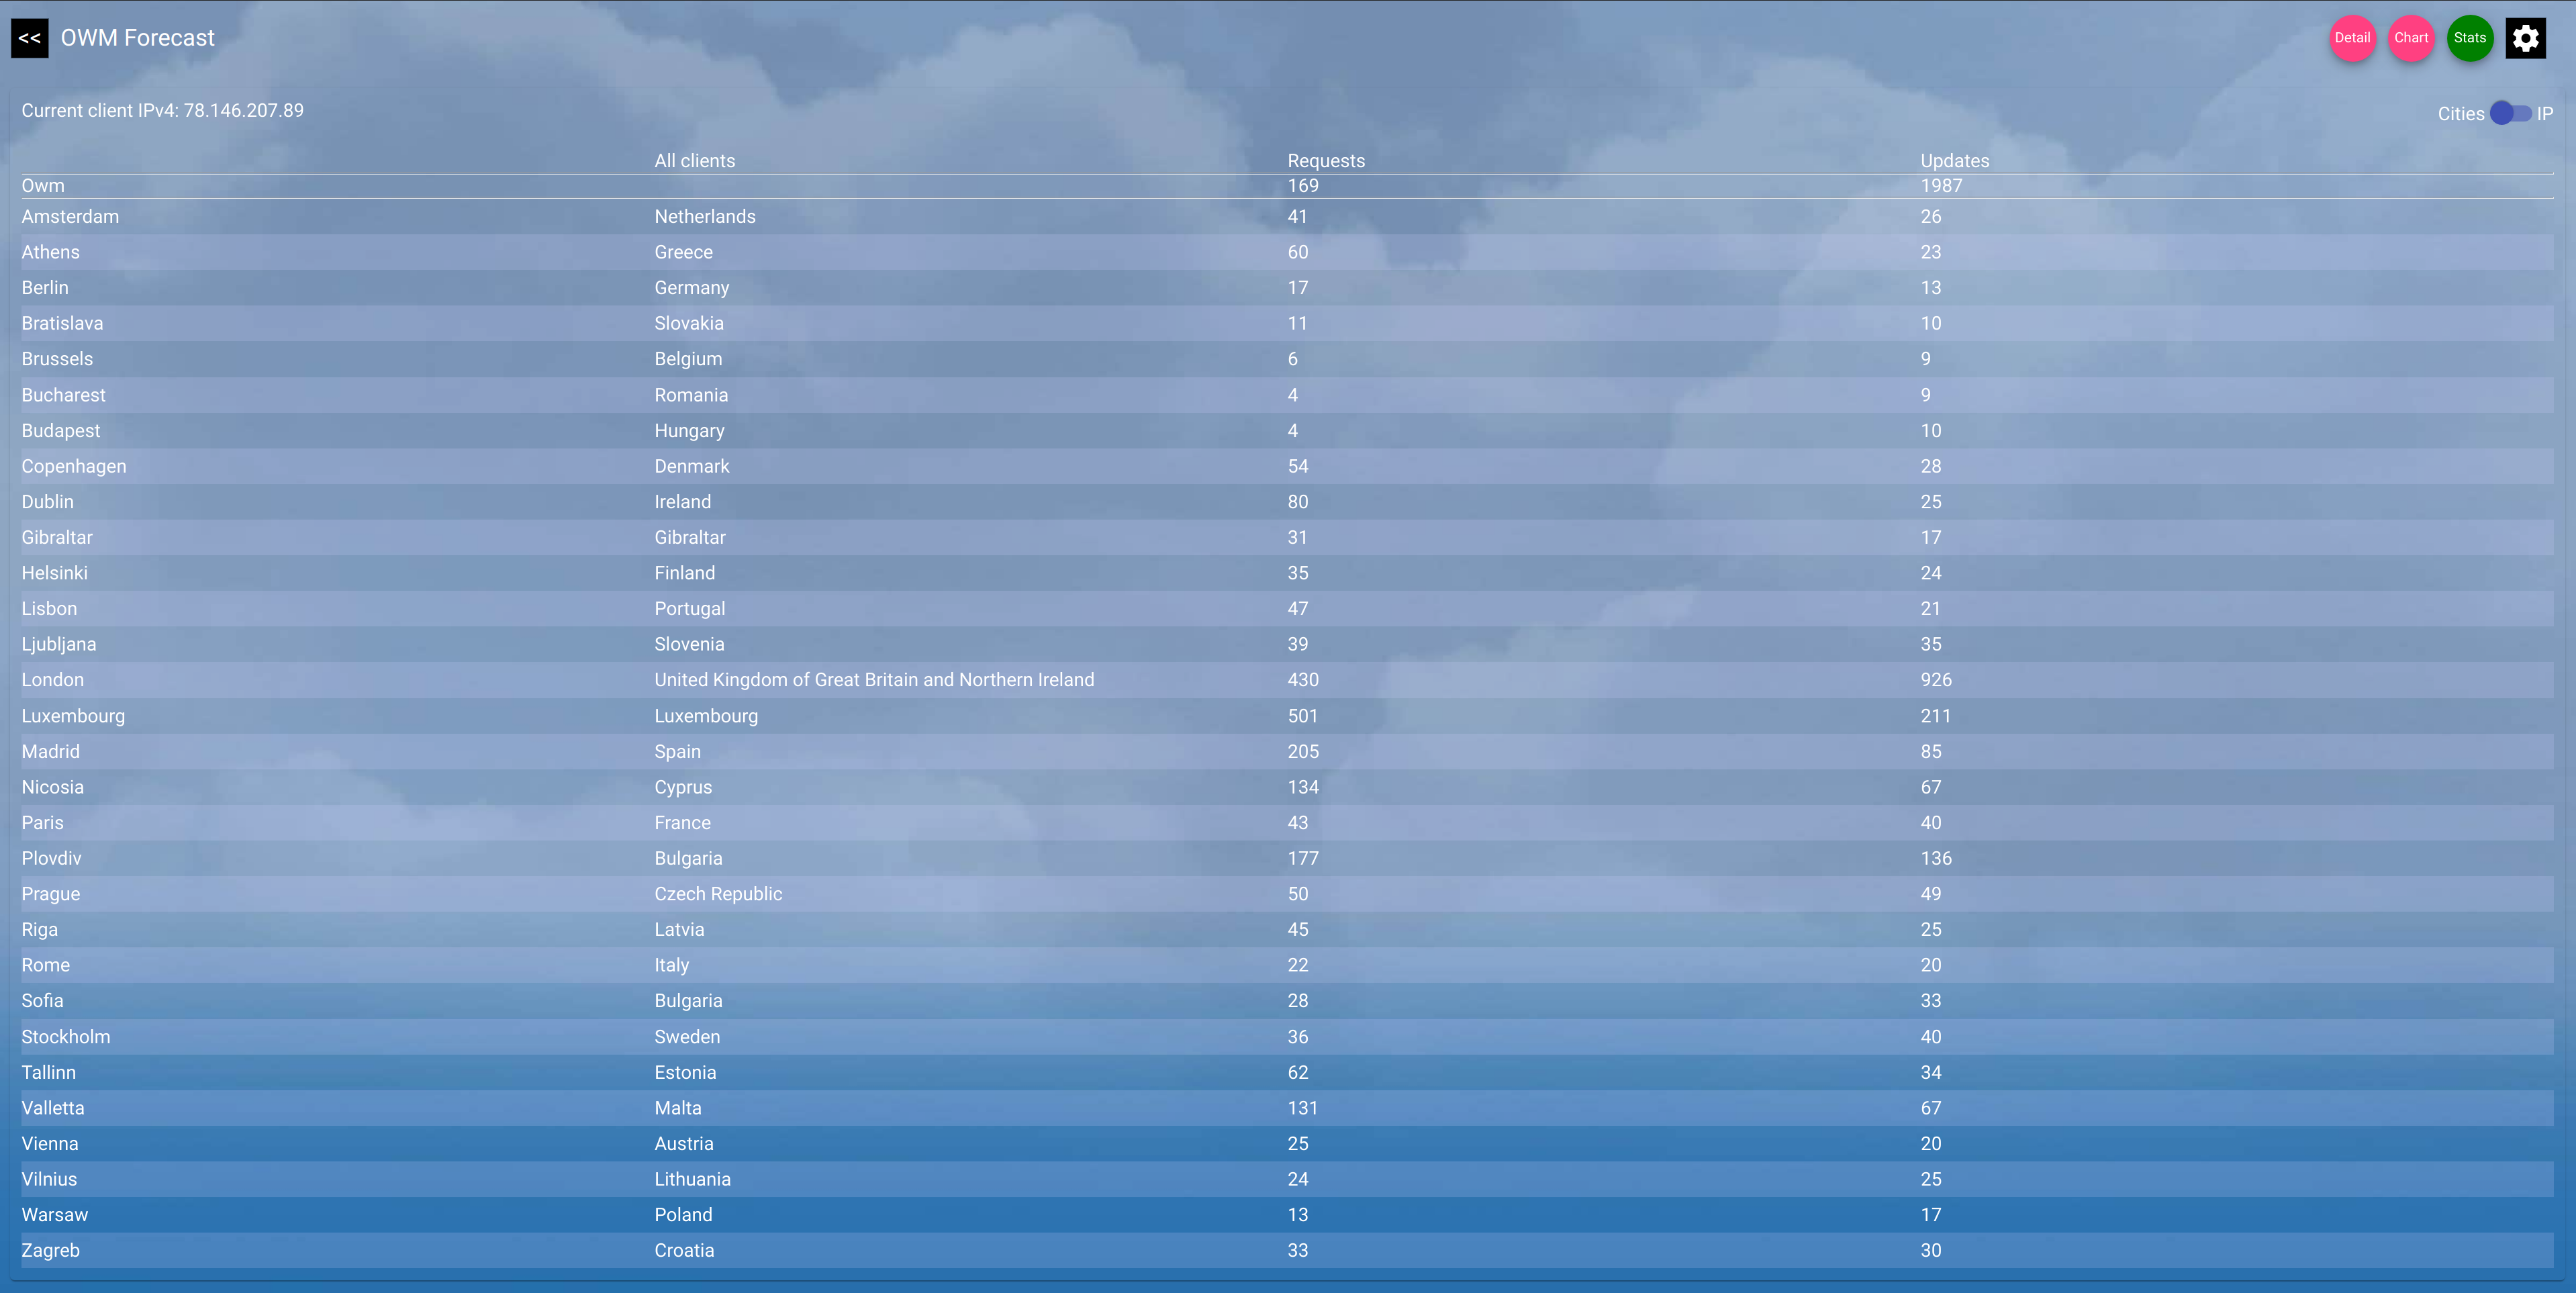 << OWM Forecast Detail Chart Stats
Current client IPv4: 78.146.207.89 Cities IP
All clients Requests Updates
Owm 169 1987
Amsterdam Netherlands 41 26
Athens Greece 60 23
Berlin Germany 17 13
Bratislava Slovakia 11 10
Brussels Belgium 6 9
Bucharest Romania 4 9
Budapest Hungary 4 10
Copenhagen Denmark 54 28
Dublin Ireland 80 25
Gibraltar Gibraltar 31 17
Helsinki Finland 35 24
Lisbon Portugal 47 21
Ljubljana Slovenia 39 35
London United Kingdom of Great Britain and Northern Ireland 430 926
Luxembourg Luxembourg 501 211
Madrid Spain 205 85
Nicosia Cyprus 134 67
Paris France 43 40
Plovdiv Bulgaria 177 136
Prague Czech Republic 50 49
Riga Latvia 45 25
Rome Italy 22 20
Sofia Bulgaria 28 33
Stockholm Sweden 36 40
Tallinn Estonia 62 34
Valletta Malta 131 67
Vienna Austria 25 20
Vilnius Lithuania 24 25
Warsaw Poland 13 17
Zagreb Croatia 33 30